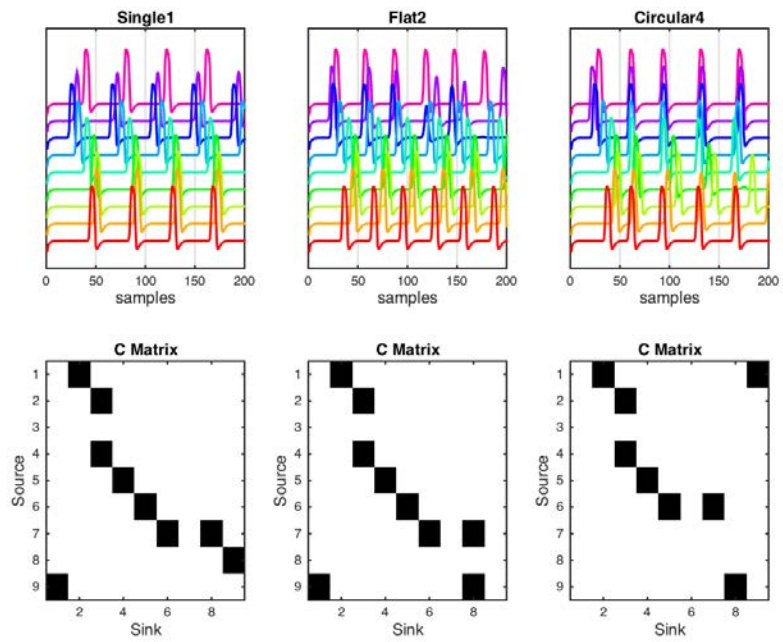 Single1 Flat2 Circular4
0 50 100 150 200 0 50 100 150 200 0 50 100 150 200
samples samples samples
C Matrix C Matrix C Matrix
Source Source Source
1 1 1
2 2 2
3 3 3
4 4 4
5 5 5
6 6 6
7 7 7
8 8 8
9 9 9
2 4 6 8 2 4 6 8 2 4 6 8
Sink Sink Sink